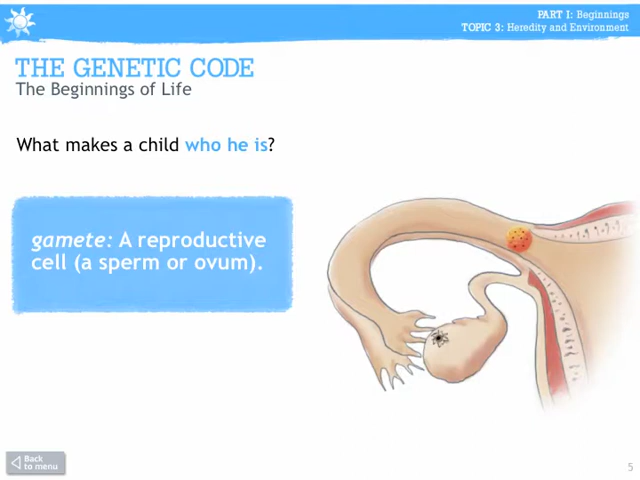 PART I: Beginnings
TOPIC 3: Heredity and Environment
THE GENETIC CODE
The Beginnings of Life
What makes a child who he is?
gamete: A reproductive
cell (a sperm or ovum).
Back
to menu
5